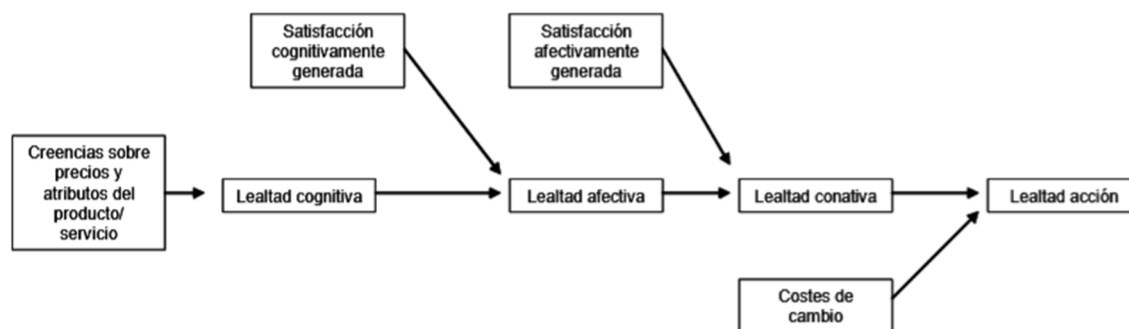 Satisfacción
cognitivamente
generada
Satisfacción
afectivamente
generada
Creencias sobre
precios y
atributos del
producto/
servicio
Lealtad cognitiva
Lealtad afectiva
Lealtad conativa
Lealtad acción
Costes de
cambio